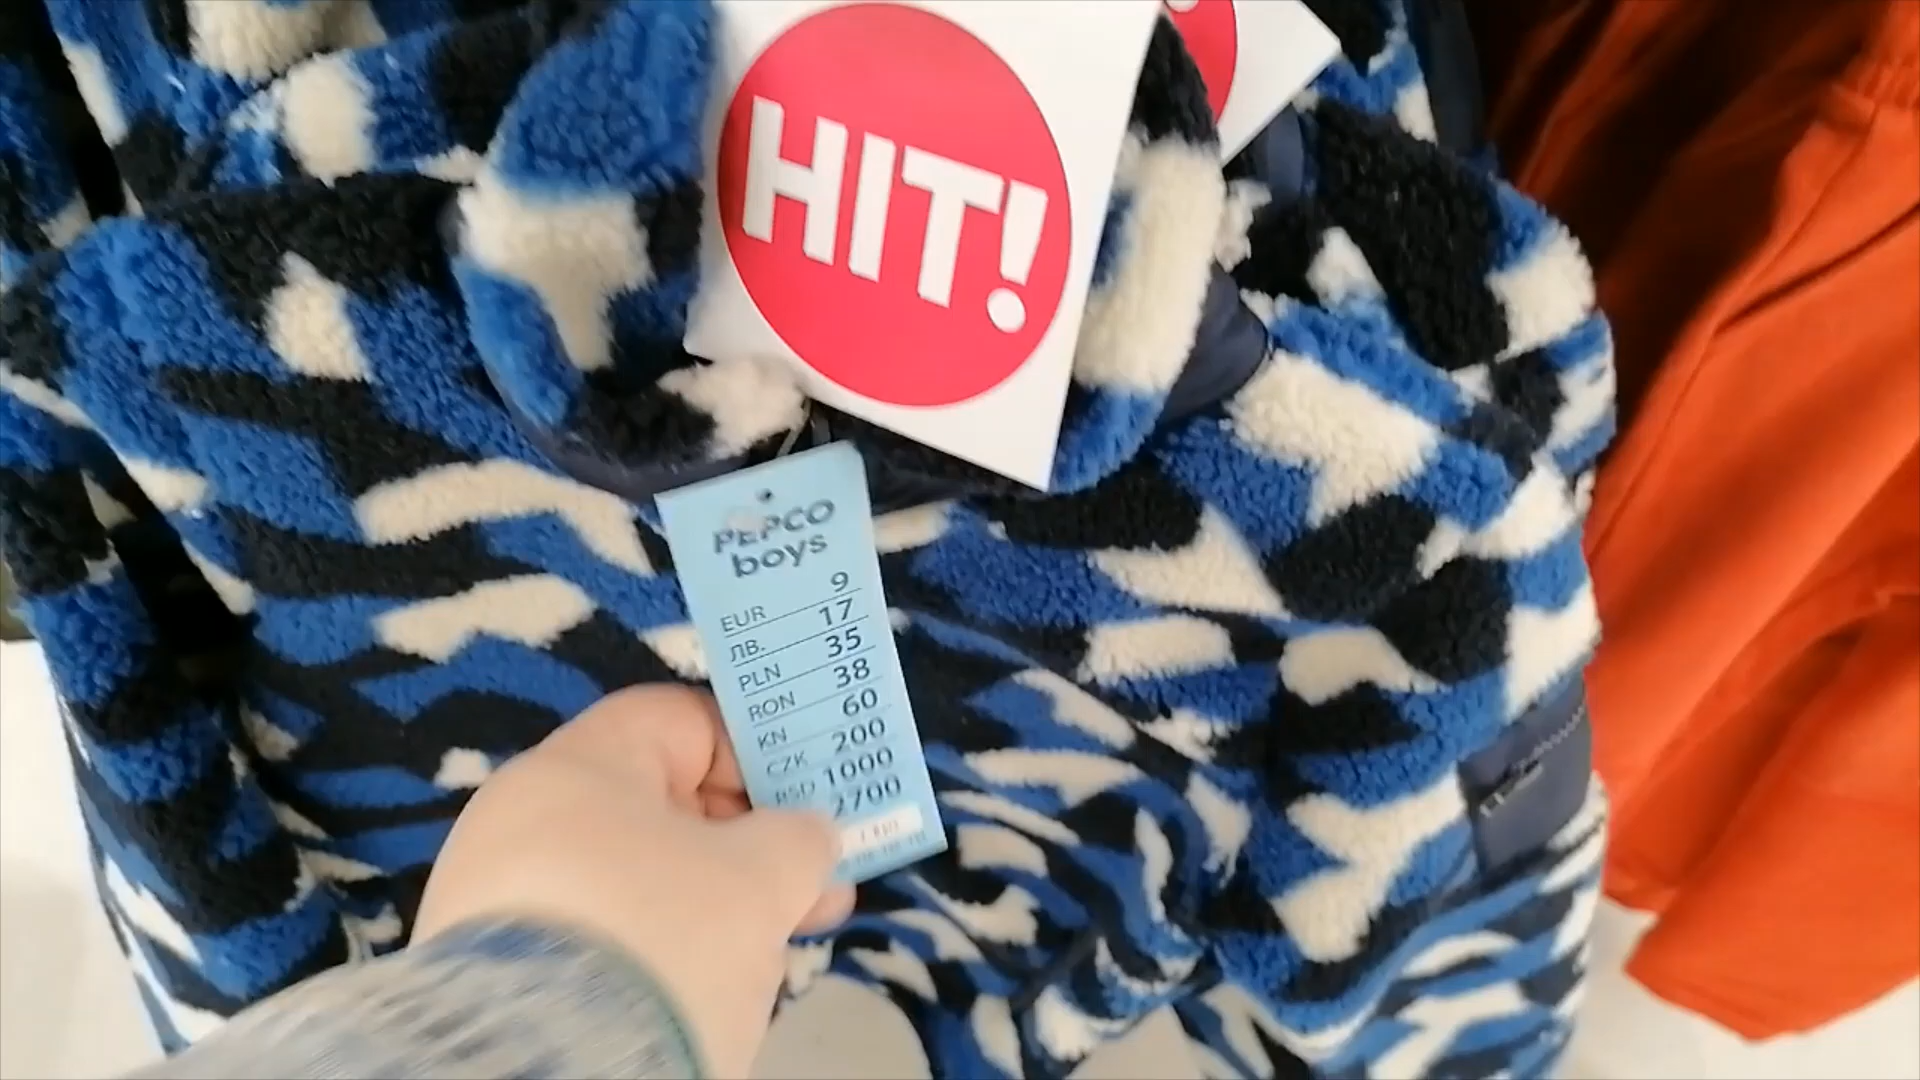 HIT!
PEPCO
boys
EUR 9
ЛВ. 17
PLN 35
RON 38
KN 60
CZK 200
RSD 1000
2700